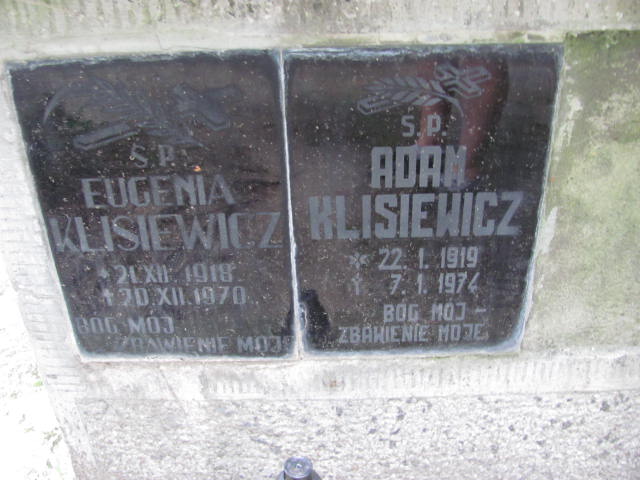 Ś. P.
EUGENIA
KLISIEWICZ
* 21.XII. 1918
† 20.XII.1970
BÓG MÓJ
ZBAWIENIE MOJE
Ś. P.
ADAM
KLISIEWICZ
* 22. I. 1919
† 7. I. 1974
BÓG MÓJ -
ZBAWIENIE MOJE